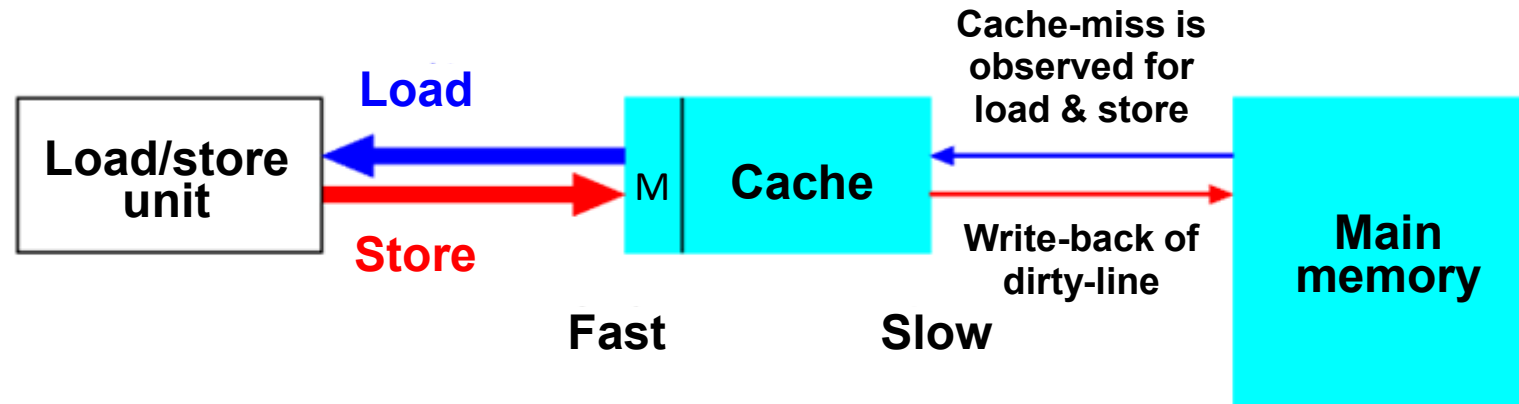 Cache-miss is
observed for
load & store
Load
Load/store
unit
M
Cache
Store
Write-back of
dirty-line
Main
memory
Fast
Slow